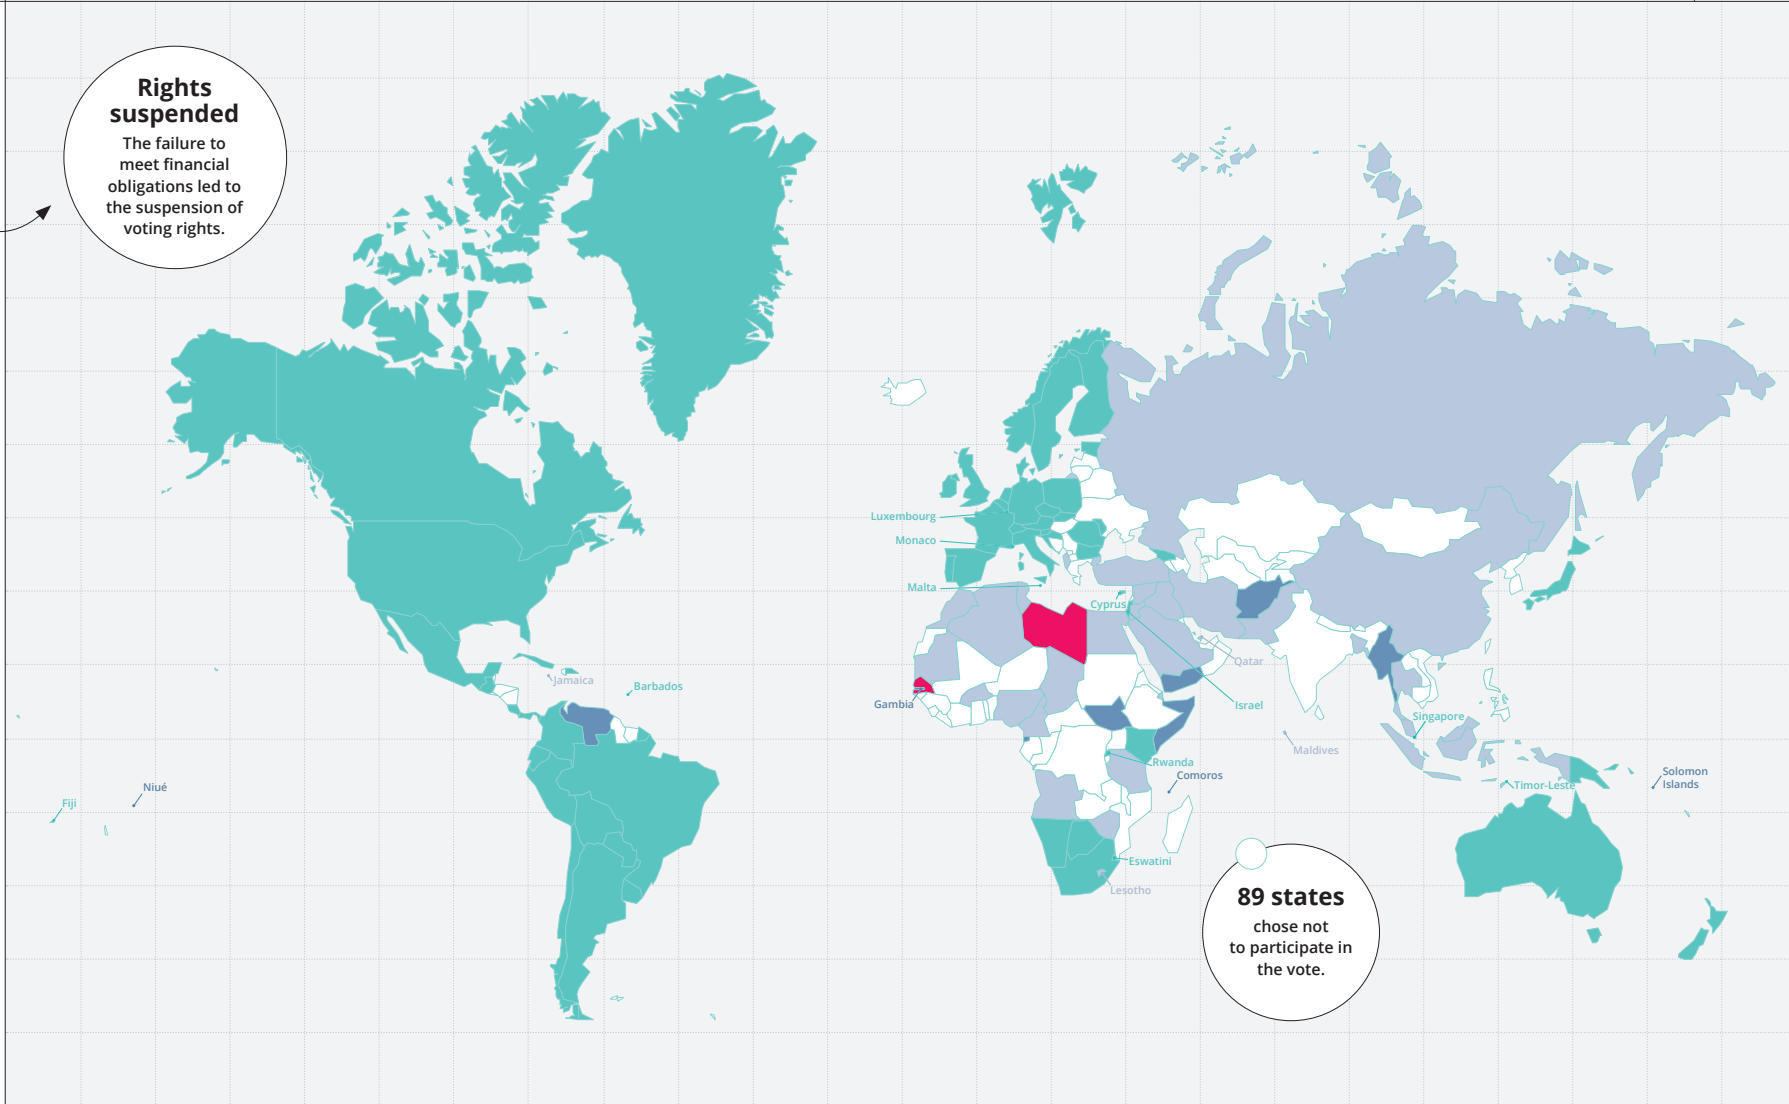 Rights
suspended
The failure to
meet financial
obligations led to
the suspension of
voting rights.
Luxembourg
Monaco
Malta
Cyprus
Jamaica
Barbados
Qatar
Gambia
Israel
Singapore
Maldives
Rwanda
Comoros
Solomon
Islands
Timor-Leste
Niué
Fiji
Eswatini
Lesotho
89 states
chose not
to participate in
the vote.